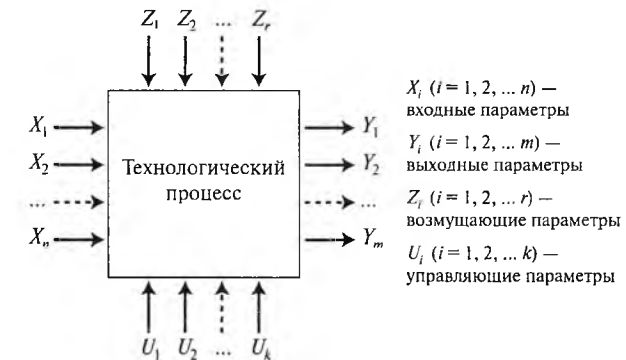 Z₁ Z₂ ... Zᵣ
X₁
X₂
...
Xₙ
Технологический
процесс
Y₁
Y₂
...
Yₘ
U₁ U₂ ... Uₖ
Xᵢ (i = 1, 2, ... n) —
входные параметры
Yᵢ (i = 1, 2, ... m) —
выходные параметры
Zᵢ (i = 1, 2, ... r) —
возмущающие параметры
Uᵢ (i = 1, 2, ... k) —
управляющие параметры